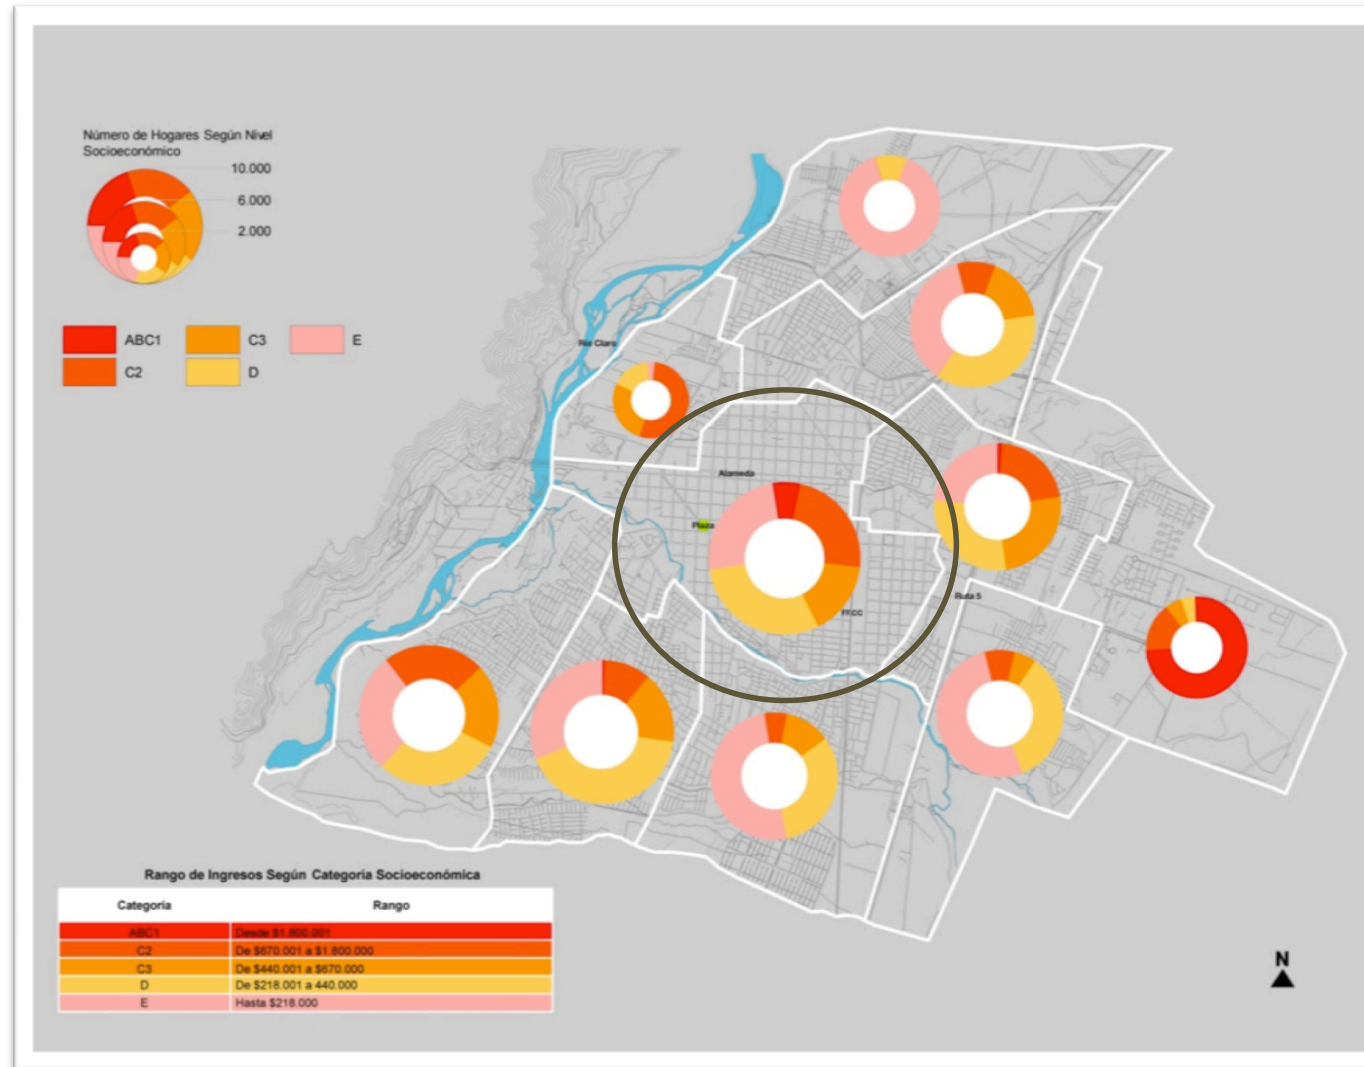 Número de Hogares Según Nivel
Socioeconómico
10.000
6.000
2.000
ABC1
C3
E
C2
D
Río Claro
Alameda
Plaza
FFCC
Ruta 5
Rango de Ingresos Según Categoría Socioeconómica
Categoría Rango
ABC1 Desde $1.800.001
C2 De $670.001 a $1.800.000
C3 De $440.001 a $670.000
D De $218.001 a 440.000
E Hasta $218.000
N